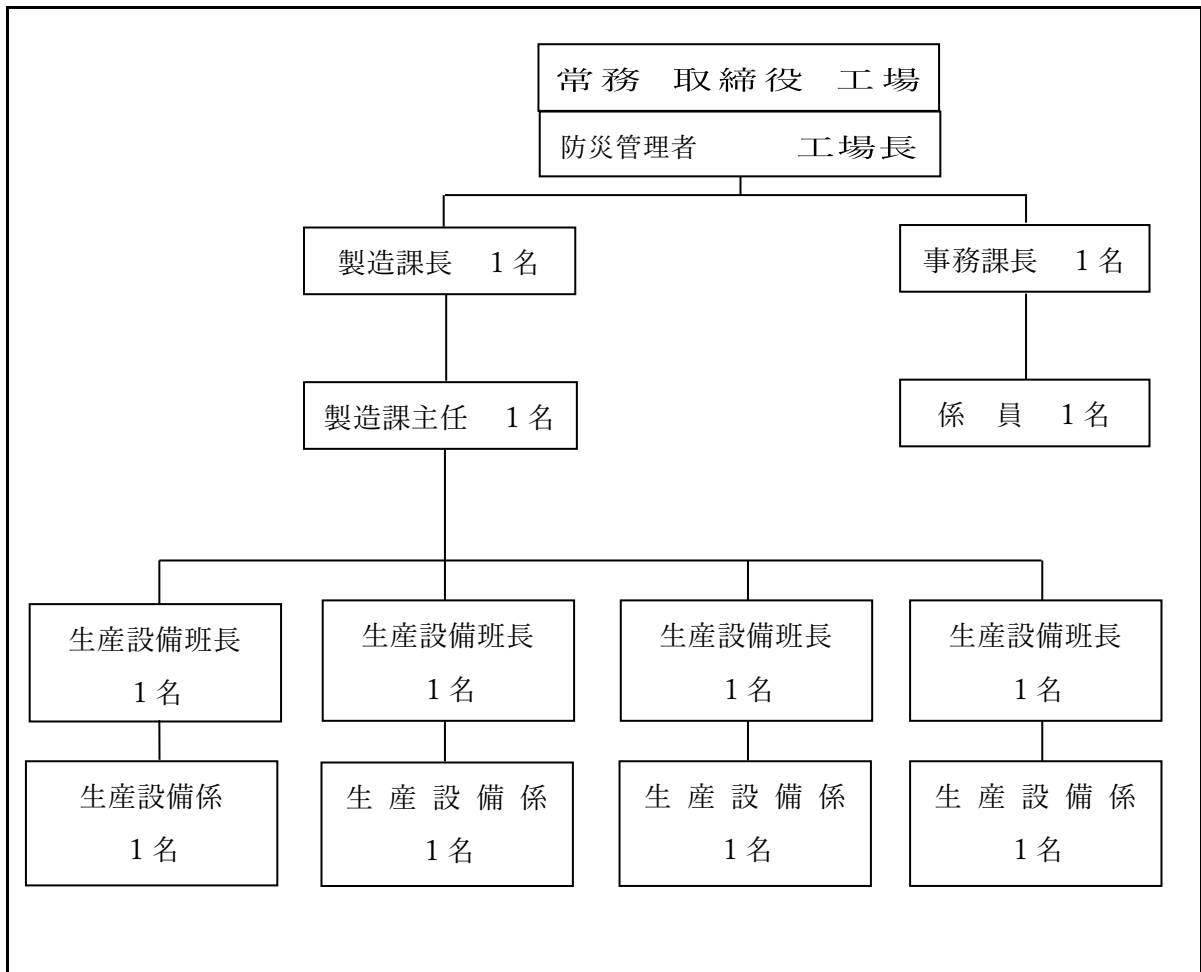 常務 取締役 工場
防災管理者 工場長
製造課長 1名
事務課長 1名
製造課主任 1名
係 員 1名
生産設備班長
1名
生産設備班長
1名
生産設備班長
1名
生産設備班長
1名
生産設備係
1名
生 産 設 備 係
1名
生 産 設 備 係
1名
生 産 設 備 係
1名